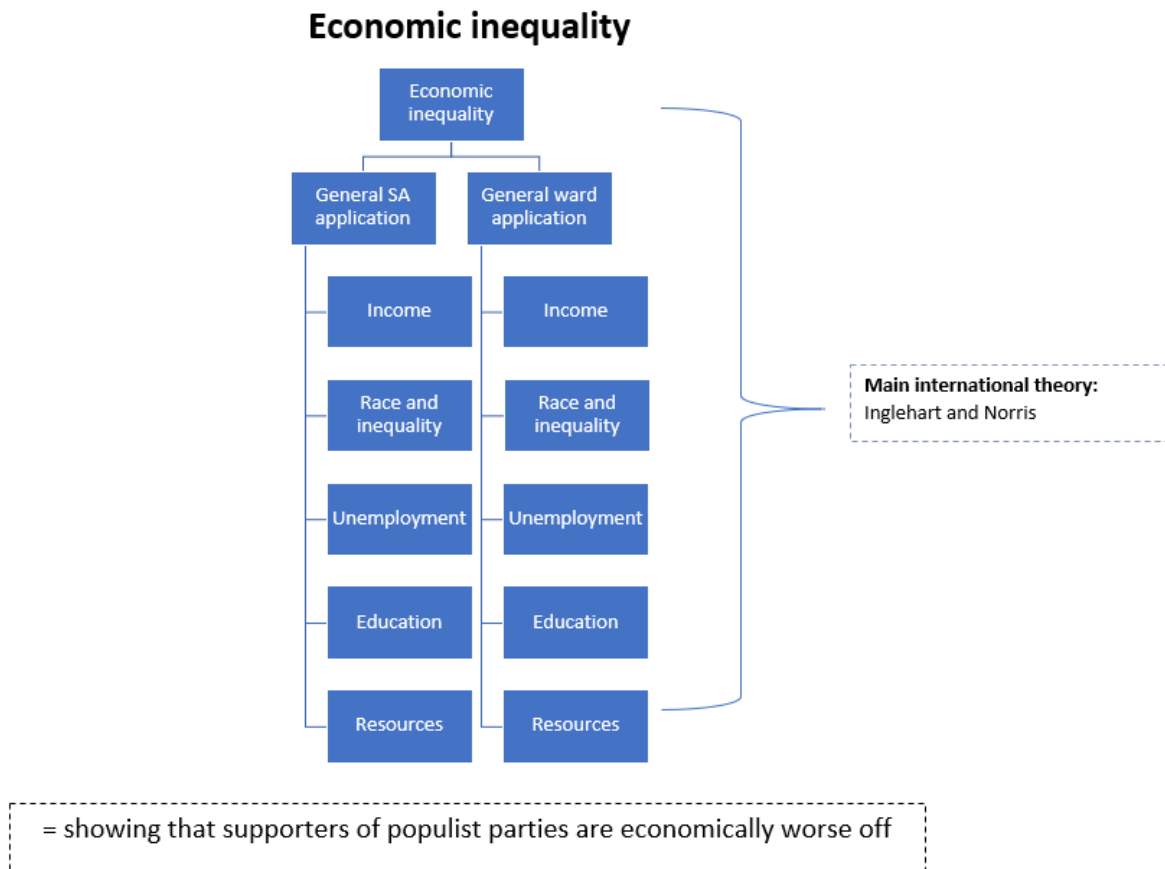 Economic inequality
Economic
inequality
General SA
application
General ward
application
Income
Income
Race and
inequality
Race and
inequality
Unemployment
Unemployment
Education
Education
Resources
Resources
Main international theory:
Inglehart and Norris
= showing that supporters of populist parties are economically worse off